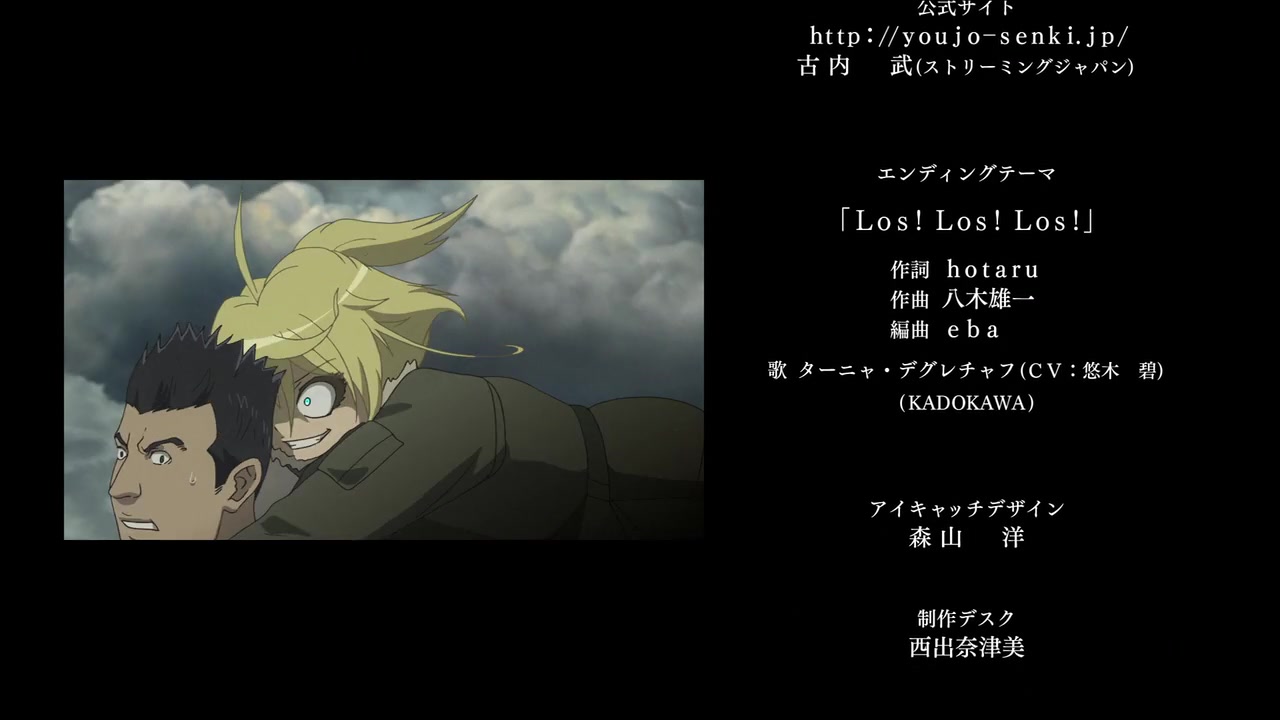 公式サイト
http://youjo-senki.jp/
古内　武(ストリーミングジャパン)
エンディングテーマ
「Los! Los! Los!」
作詞 hotaru
作曲 八木雄一
編曲 eba
歌 ターニャ・デグレチャフ(CV：悠木　碧)
(KADOKAWA)
アイキャッチデザイン
森山　洋
制作デスク
西出奈津美